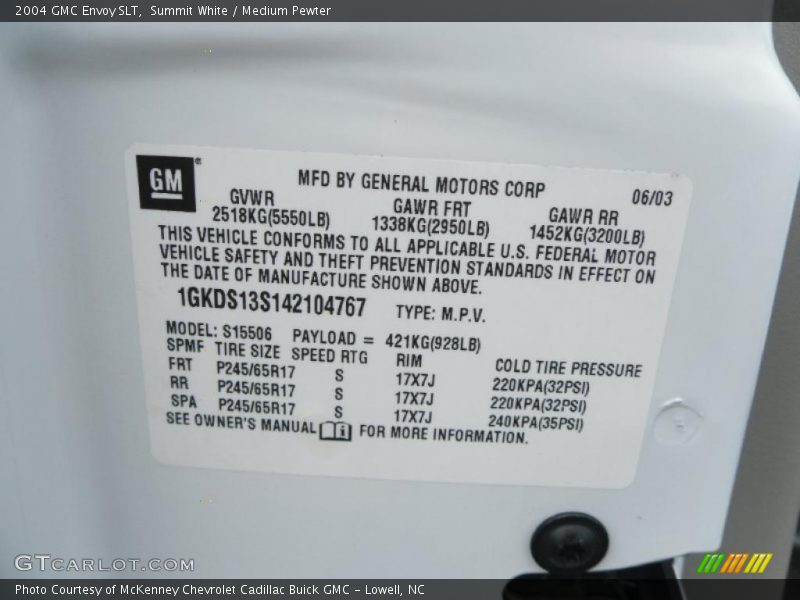 2004 GMC Envoy SLT, Summit White / Medium Pewter
GM®
MFD BY GENERAL MOTORS CORP 06/03
GVWR GAWR FRT GAWR RR
2518KG(5550LB) 1338KG(2950LB) 1452KG(3200LB)
THIS VEHICLE CONFORMS TO ALL APPLICABLE U.S. FEDERAL MOTOR
VEHICLE SAFETY AND THEFT PREVENTION STANDARDS IN EFFECT ON
THE DATE OF MANUFACTURE SHOWN ABOVE.
1GKDS13S142104767 TYPE: M.P.V.
MODEL: S15506 PAYLOAD = 421KG(928LB)
SPMF TIRE SIZE SPEED RTG RIM COLD TIRE PRESSURE
FRT P245/65R17 S 17X7J 220KPA(32PSI)
RR P245/65R17 S 17X7J 220KPA(32PSI)
SPA P245/65R17 S 17X7J 240KPA(35PSI)
SEE OWNER'S MANUAL i FOR MORE INFORMATION.
GTCARLOT.COM
Photo Courtesy of McKenney Chevrolet Cadillac Buick GMC - Lowell, NC